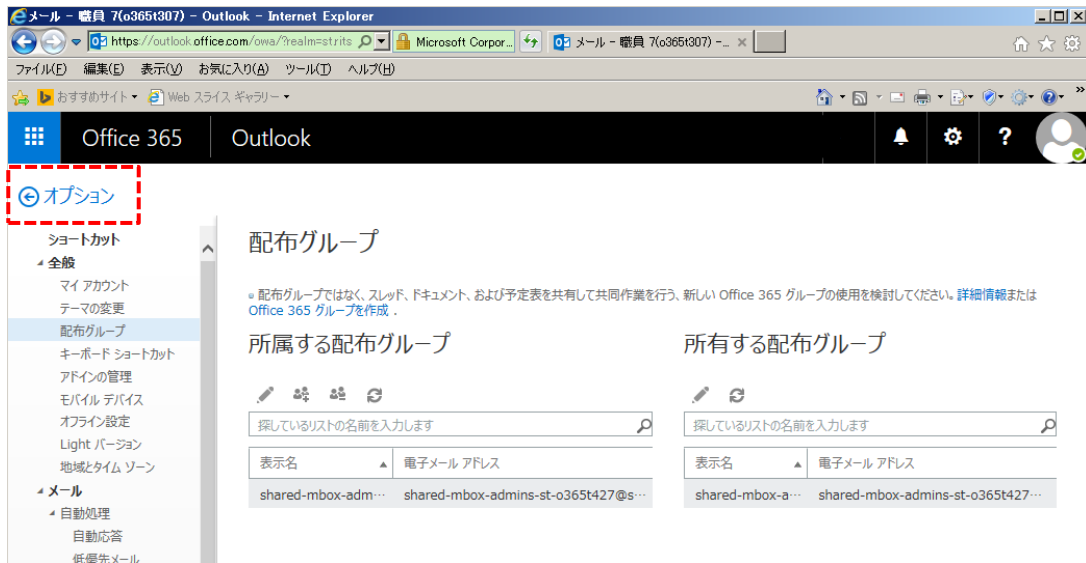 メール - 職員 7(o365t307) - Outlook - Internet Explorer
https://outlook.office.com/owa/?realm=strits
Microsoft Corpor...
メール - 職員 7(o365t307) -...
ファイル(F) 編集(E) 表示(V) お気に入り(A) ツール(T) ヘルプ(H)
おすすめサイト Web スライス ギャラリー
Office 365 Outlook
オプション
ショートカット
全般
マイ アカウント
テーマの変更
配布グループ
キーボード ショートカット
アドインの管理
モバイル デバイス
オフライン設定
Light バージョン
地域とタイム ゾーン
メール
自動処理
自動応答
低優先メール
配布グループ
配布グループではなく、スレッド、ドキュメント、および予定表を共有して共同作業を行う、新しい Office 365 グループの使用を検討してください。詳細情報または
Office 365 グループを作成 .
所属する配布グループ
探しているリストの名前を入力します
表示名 電子メール アドレス
shared-mbox-adm… shared-mbox-admins-st-o365t427@s…
所有する配布グループ
探しているリストの名前を入力します
表示名 電子メール アドレス
shared-mbox-a… shared-mbox-admins-st-o365t427…